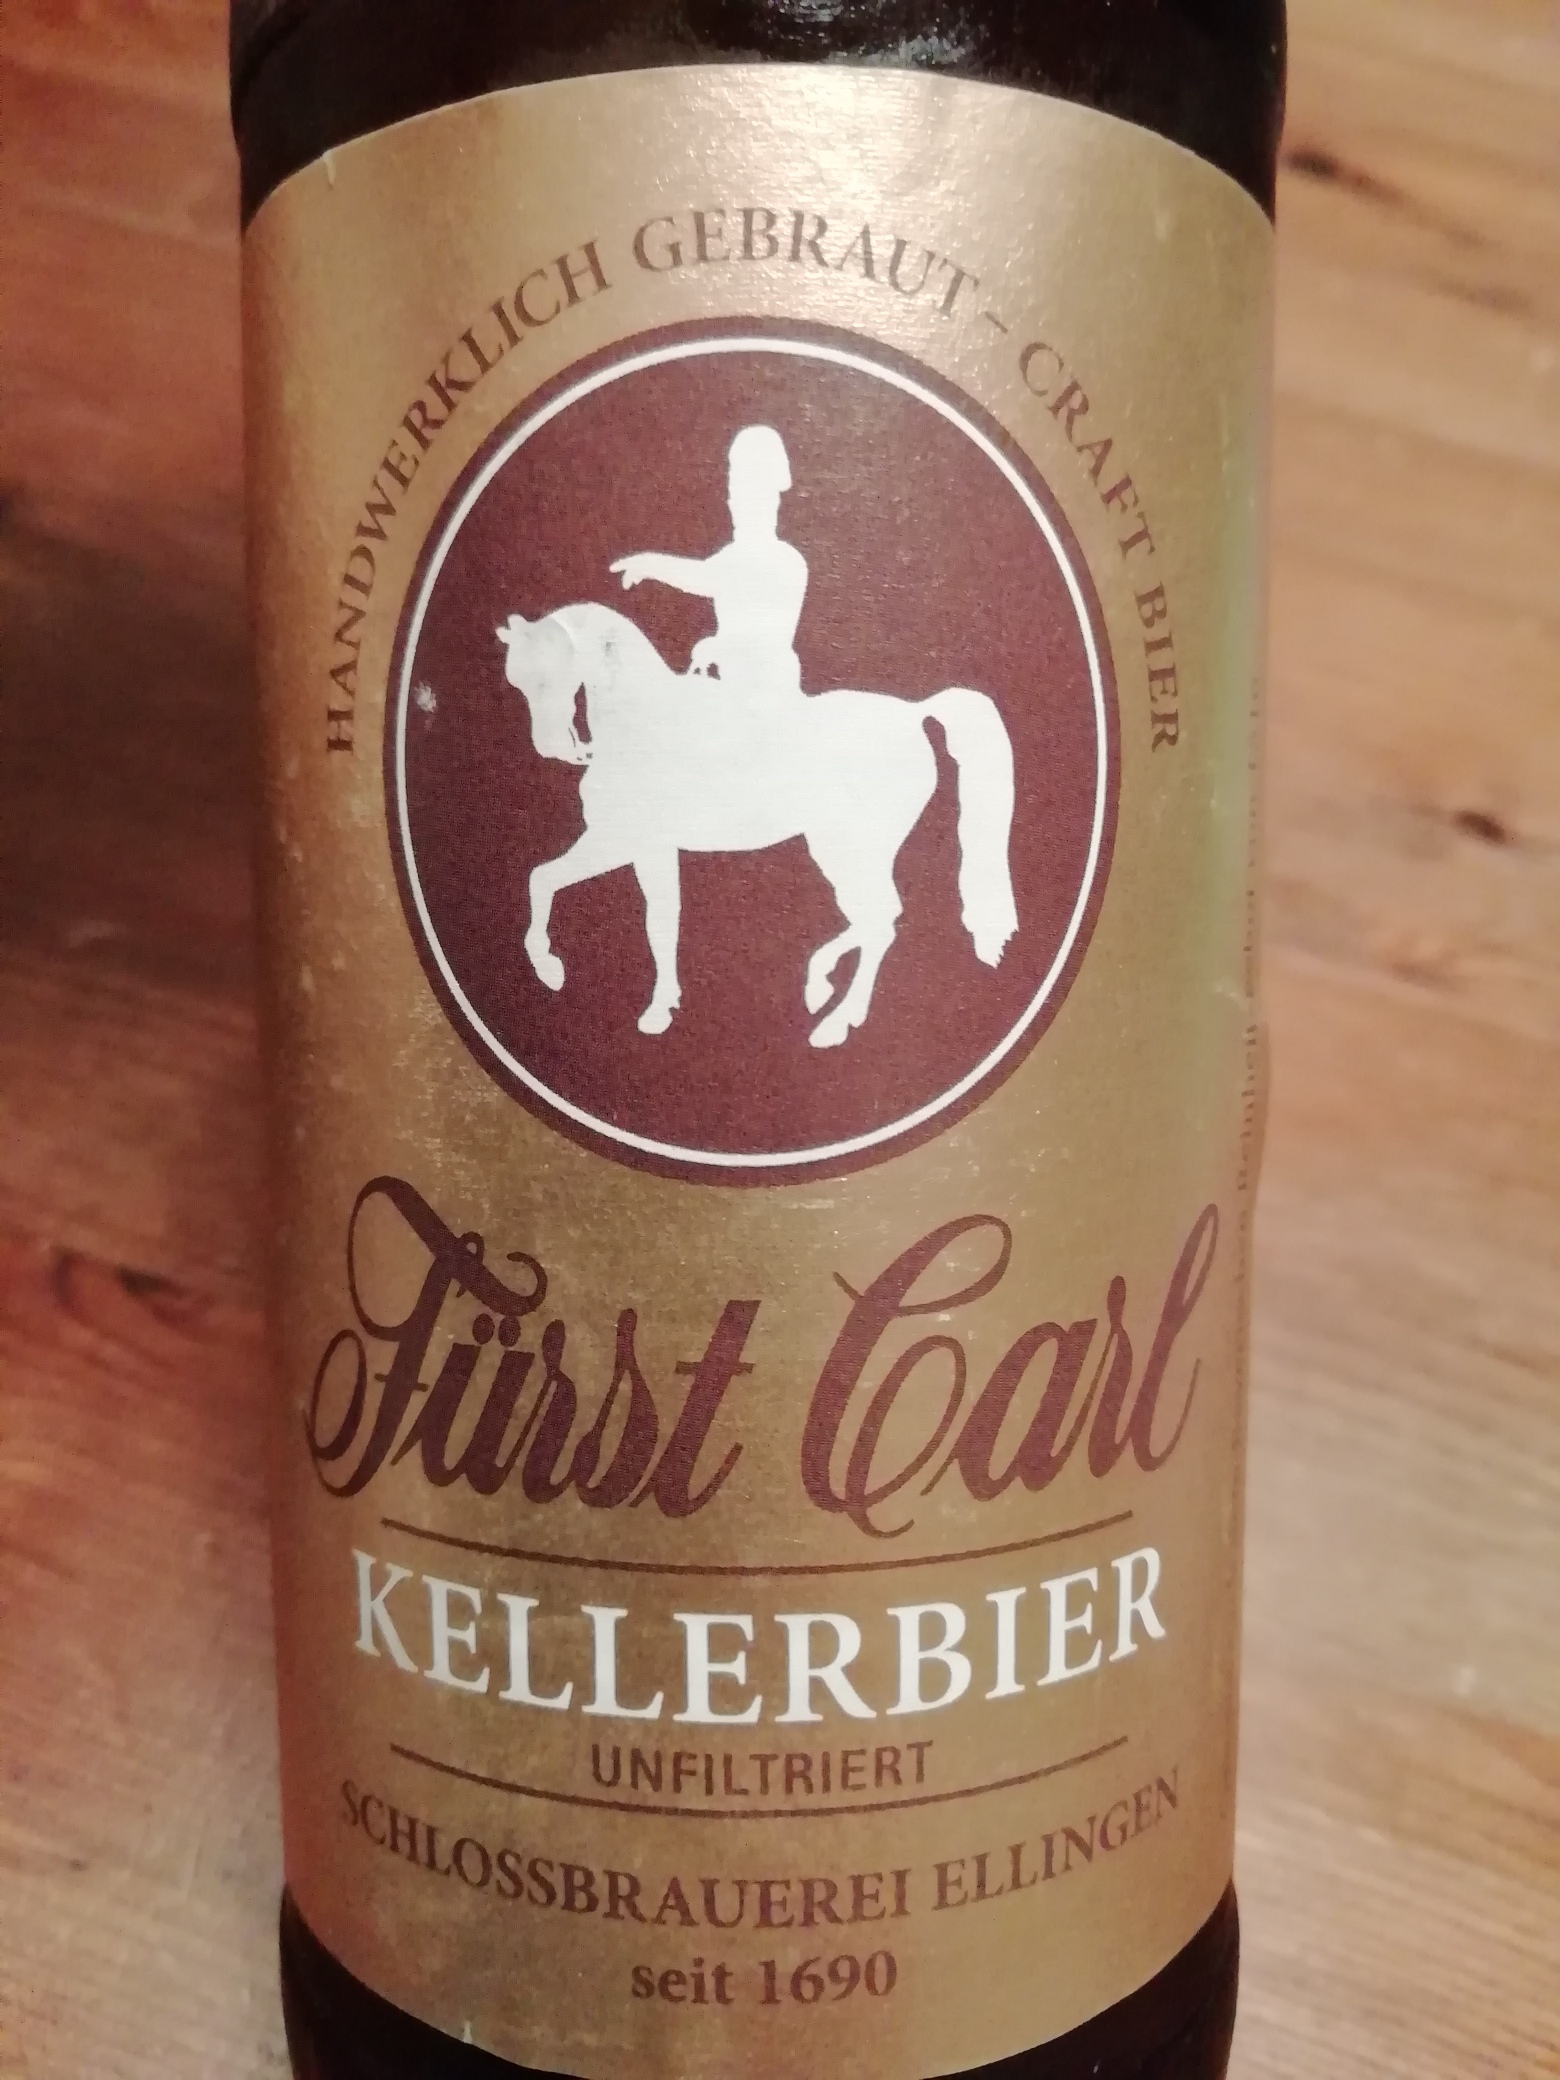 HANDWERKLICH GEBRAUT - CRAFT BIER
Fürst Carl
KELLERBIER
UNFILTRIERT
SCHLOSSBRAUEREI ELLINGEN
seit 1690